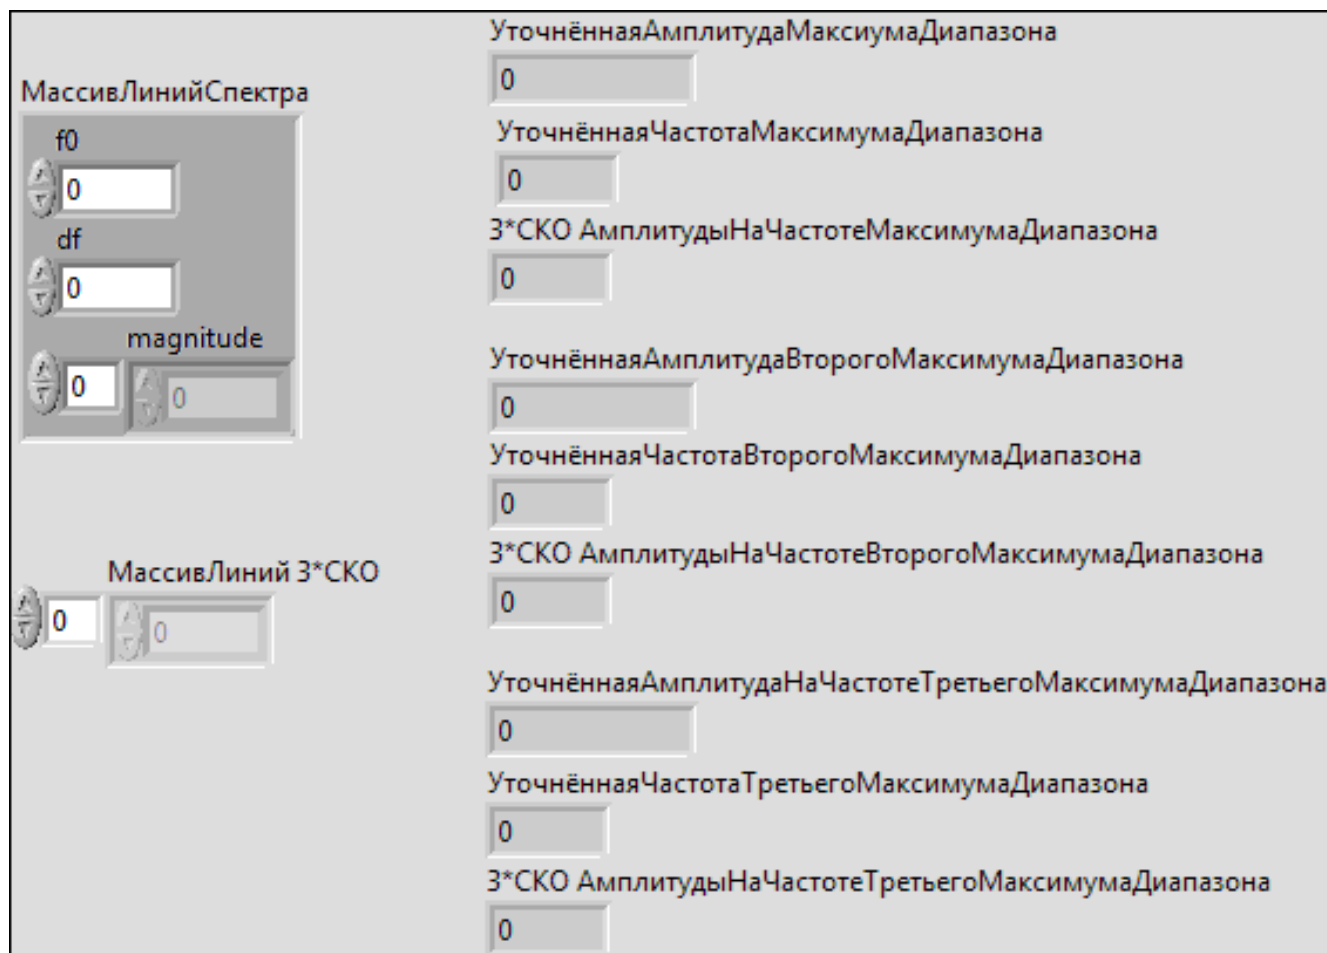 МассивЛинийСпектра
f0
0
df
0
magnitude
0
0
МассивЛиний 3*СКО
0
0
УточнённаяАмплитудаМаксиумаДиапазона
0
УточнённаяЧастотаМаксимумаДиапазона
0
3*СКО АмплитудыНаЧастотеМаксимумаДиапазона
0
УточнённаяАмплитудаВторогоМаксимумаДиапазона
0
УточнённаяЧастотаВторогоМаксимумаДиапазона
0
3*СКО АмплитудыНаЧастотеВторогоМаксимумаДиапазона
0
УточнённаяАмплитудаНаЧастотеТретьегоМаксимумаДиапазона
0
УточнённаяЧастотаТретьегоМаксимумаДиапазона
0
3*СКО АмплитудыНаЧастотеТретьегоМаксимумаДиапазона
0